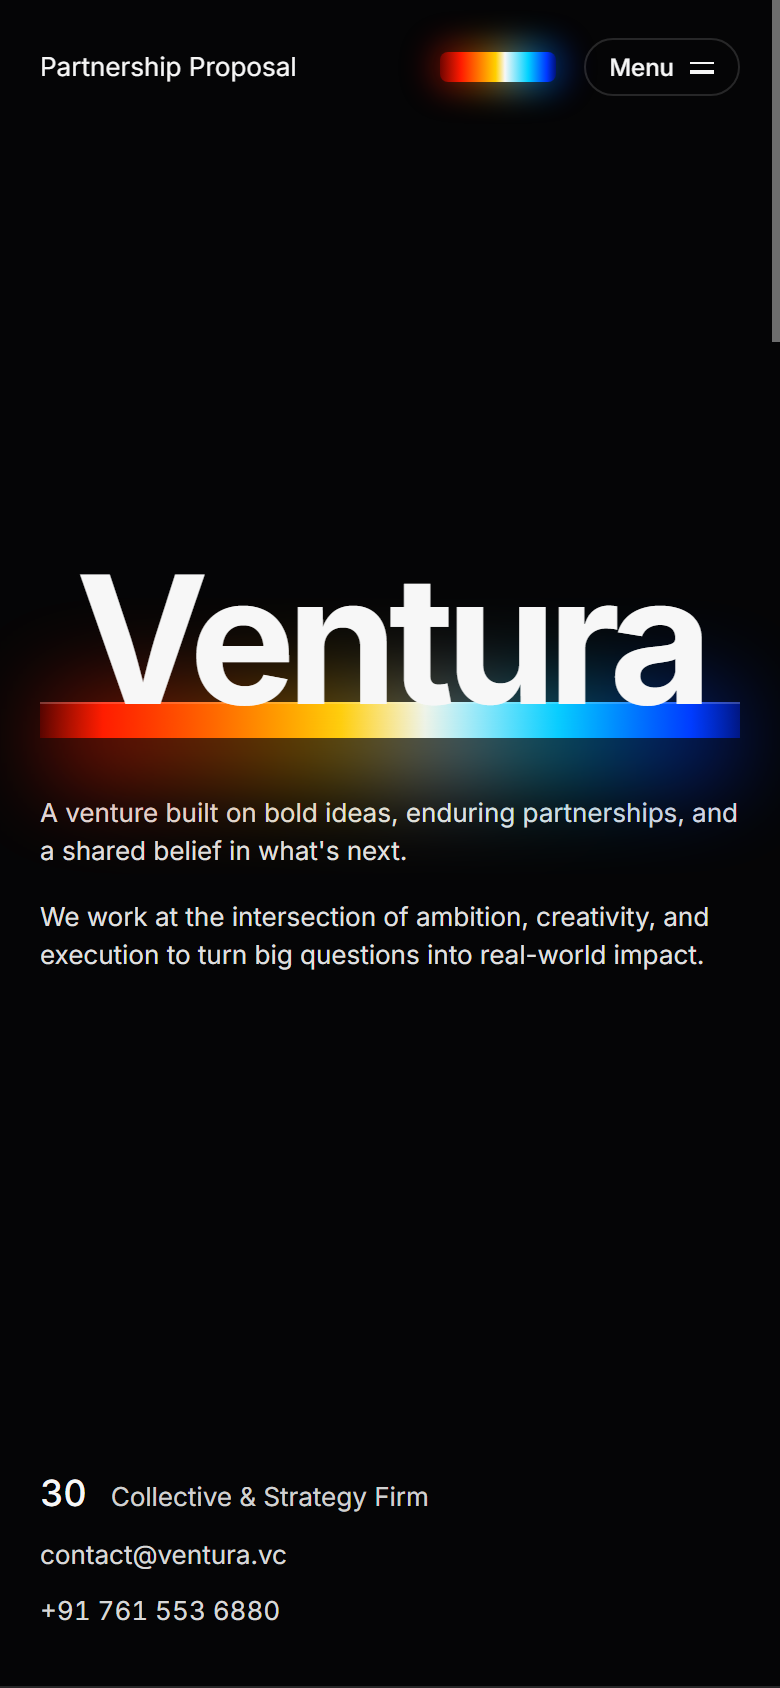 Partnership Proposal
Menu
Ventura
A venture built on bold ideas, enduring partnerships, and
a shared belief in what's next.
We work at the intersection of ambition, creativity, and
execution to turn big questions into real-world impact.
30 Collective & Strategy Firm
contact@ventura.vc
+91 761 553 6880